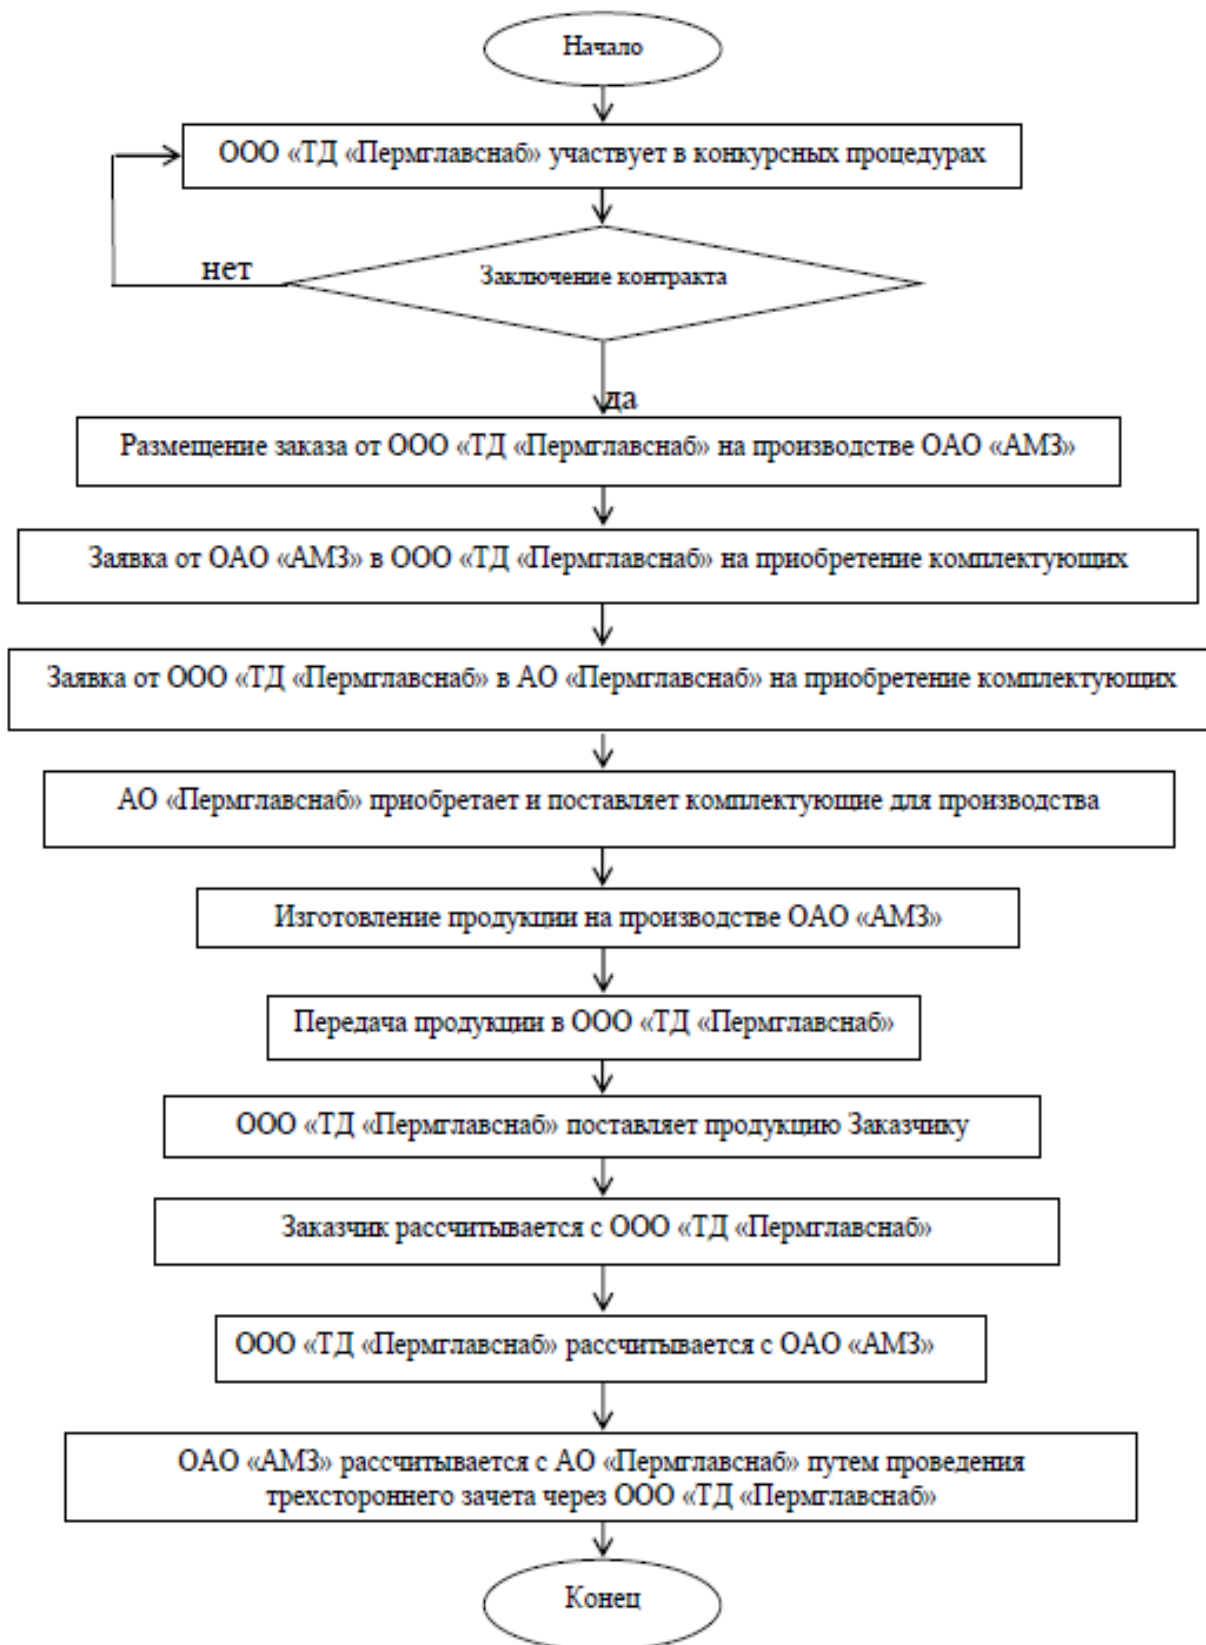 Начало
ООО «ТД «Пермглавснаб» участвует в конкурсных процедурах
Заключение контракта
нет
да
Размещение заказа от ООО «ТД «Пермглавснаб» на производстве ОАО «АМЗ»
Заявка от ОАО «АМЗ» в ООО «ТД «Пермглавснаб» на приобретение комплектующих
Заявка от ООО «ТД «Пермглавснаб» в АО «Пермглавснаб» на приобретение комплектующих
АО «Пермглавснаб» приобретает и поставляет комплектующие для производства
Изготовление продукции на производстве ОАО «АМЗ»
Передача продукции в ООО «ТД «Пермглавснаб»
ООО «ТД «Пермглавснаб» поставляет продукцию Заказчику
Заказчик рассчитывается с ООО «ТД «Пермглавснаб»
ООО «ТД «Пермглавснаб» рассчитывается с ОАО «АМЗ»
ОАО «АМЗ» рассчитывается с АО «Пермглавснаб» путем проведения
трехстороннего зачета через ООО «ТД «Пермглавснаб»
Конец